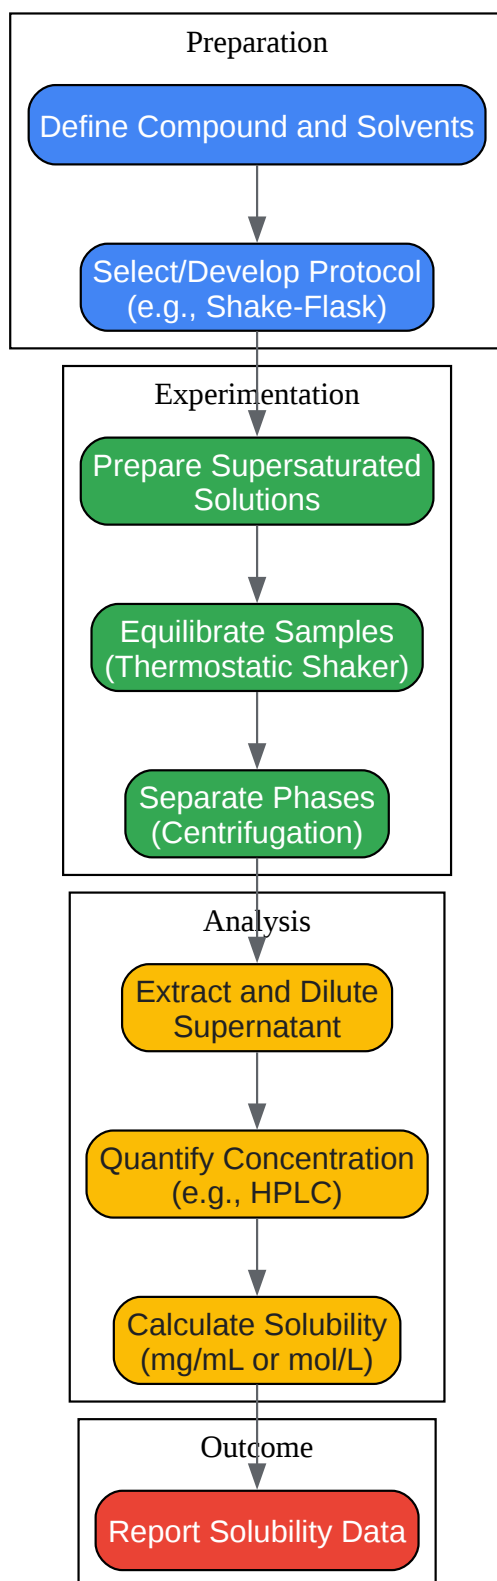 Preparation
Define Compound and Solvents
Select/Develop Protocol
(e.g., Shake-Flask)
Experimentation
Prepare Supersaturated
Solutions
Equilibrate Samples
(Thermostatic Shaker)
Separate Phases
(Centrifugation)
Analysis
Extract and Dilute
Supernatant
Quantify Concentration
(e.g., HPLC)
Calculate Solubility
(mg/mL or mol/L)
Outcome
Report Solubility Data